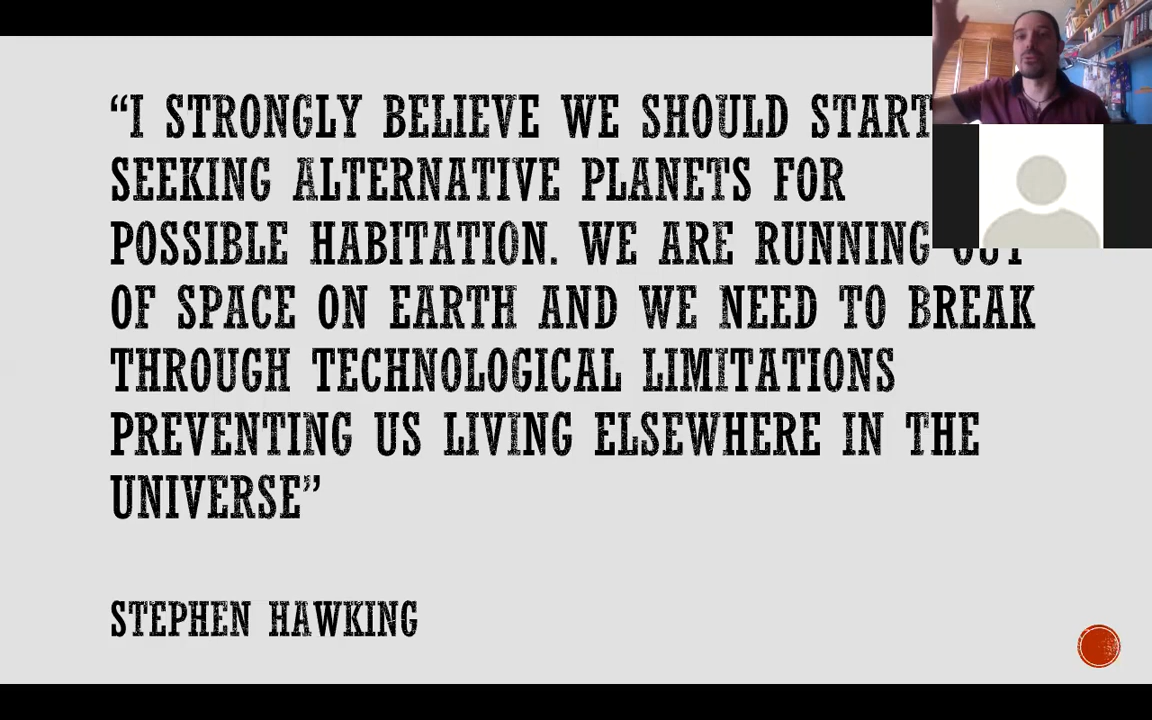 “I STRONGLY BELIEVE WE SHOULD START
SEEKING ALTERNATIVE PLANETS FOR
POSSIBLE HABITATION. WE ARE RUNNING OUT
OF SPACE ON EARTH AND WE NEED TO BREAK
THROUGH TECHNOLOGICAL LIMITATIONS
PREVENTING US LIVING ELSEWHERE IN THE
UNIVERSE”
STEPHEN HAWKING